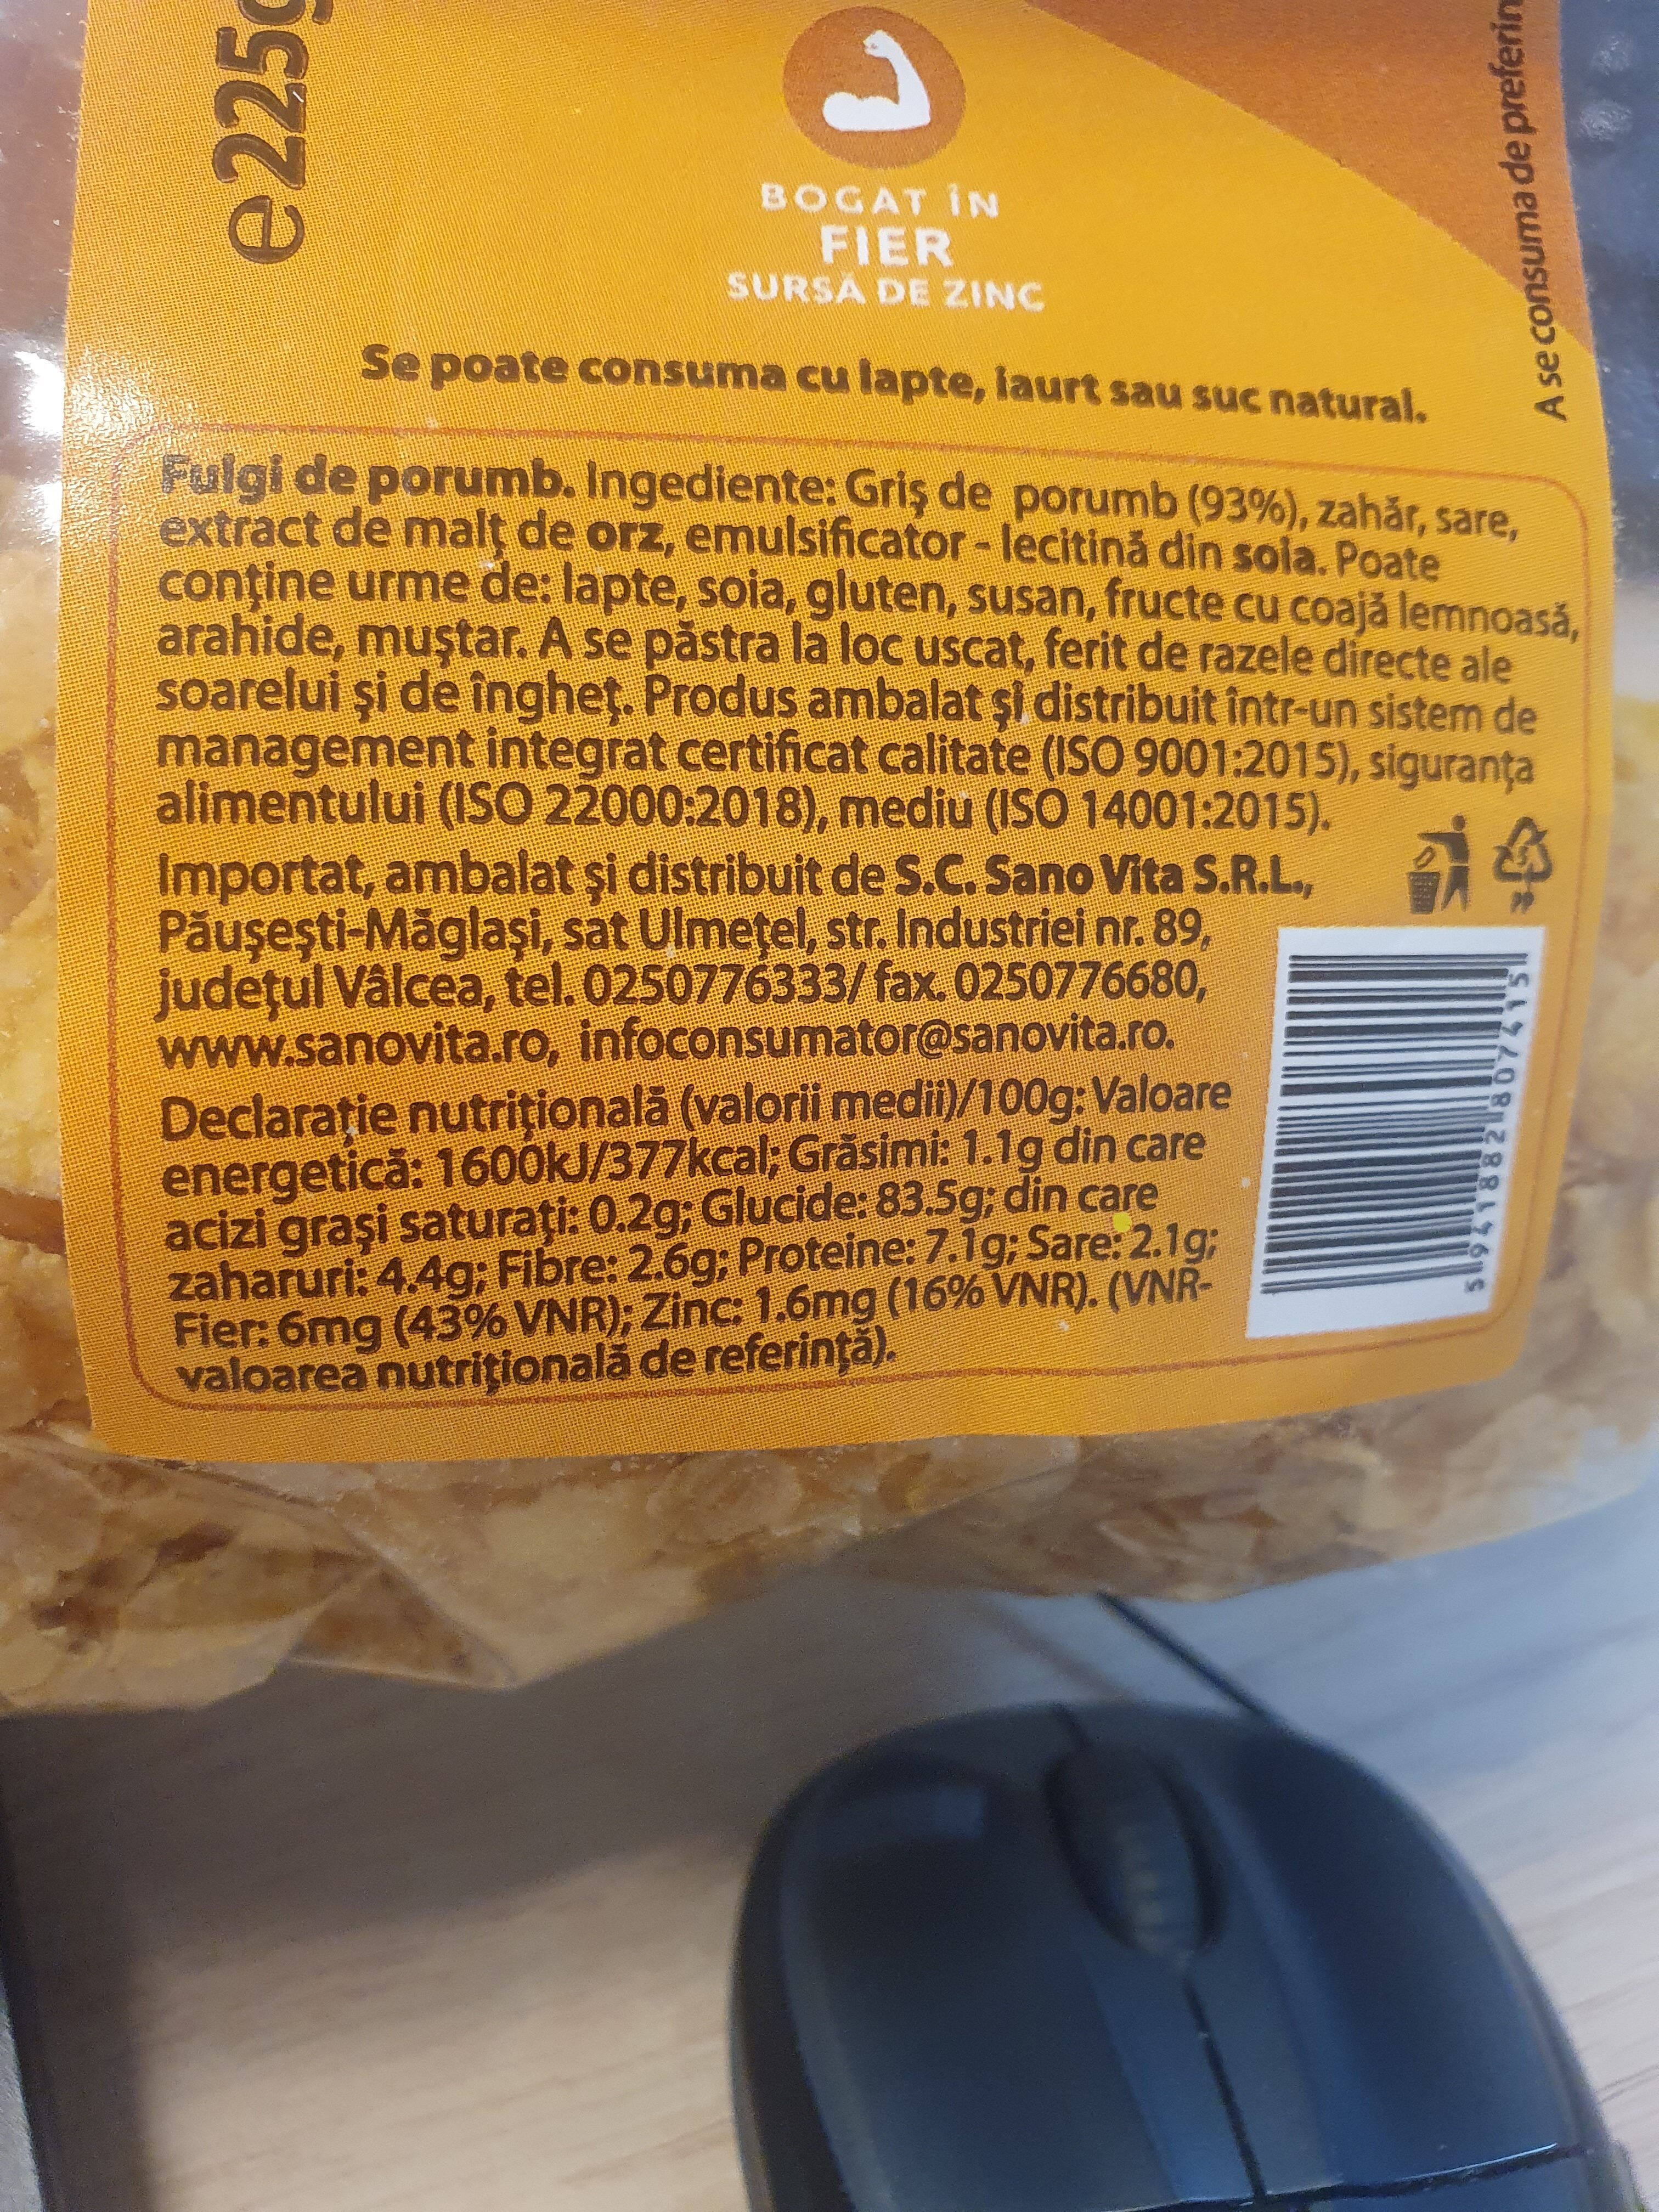 e 225g
BOGAT ÎN
FIER
SURSĂ DE ZINC
A se consuma de preferin
Se poate consuma cu lapte, iaurt sau suc natural.
Fulgi de porumb. Ingediente: Griş de porumb (93%), zahăr, sare,
extract de malţ de orz, emulsificator - lecitină din soia. Poate
conţine urme de: lapte, soia, gluten, susan, fructe cu coajă lemnoasă,
arahide, muştar. A se păstra la loc uscat, ferit de razele directe ale
soarelui şi de îngheţ. Produs ambalat şi distribuit într-un sistem de
management integrat certificat calitate (ISO 9001:2015), siguranţa
alimentului (ISO 22000:2018), mediu (ISO 14001:2015).
Importat, ambalat şi distribuit de S.C. Sano Vita S.R.L.,
Păuşeşti-Măglaşi, sat Ulmeţel, str. Industriei nr. 89,
judeţul Vâlcea, tel. 0250776333/ fax. 0250776680,
www.sanovita.ro, infoconsumator@sanovita.ro.
Declaraţie nutriţională (valorii medii)/100g: Valoare
energetică: 1600kJ/377kcal; Grăsimi: 1.1g din care
acizi graşi saturaţi: 0.2g; Glucide: 83.5g; din care
zaharuri: 4.4g; Fibre: 2.6g; Proteine: 7.1g; Sare: 2.1g;
Fier: 6mg (43% VNR); Zinc: 1.6mg (16% VNR). (VNR-
valoarea nutriţională de referinţă).
5 941882 807415